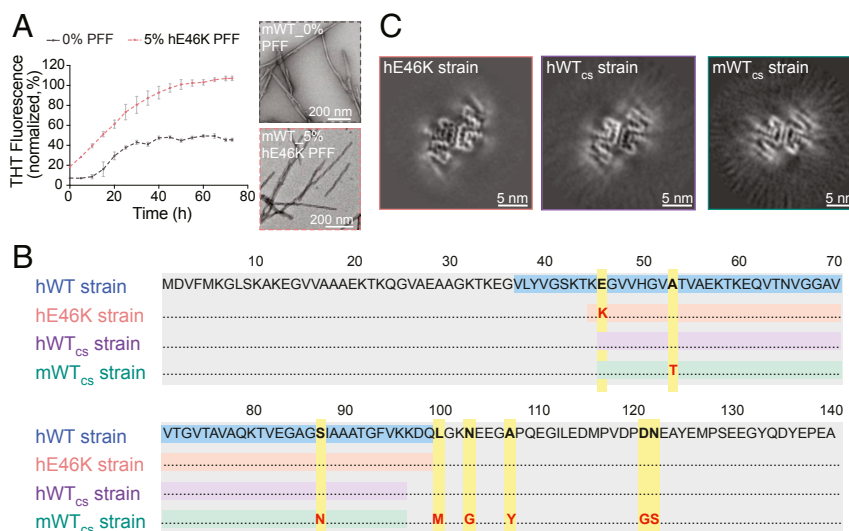 A
0% PFF
5% hE46K PFF
THT Fluorescence
(normalized, %)
120
100
80
60
40
20
0
0
20
40
60
80
Time (h)
mWT_0%
PFF
200 nm
mWT_5%
hE46K PFF
200 nm
C
hE46K strain
5 nm
hWTcs strain
5 nm
mWTcs strain
5 nm
B
10 20 30 40 50 60 70
hWT strain MDVFMKGLSKAKEGVVAAAEKTKQGVAEAAGKTKEGVLYVGSKTKEGVVHGVATVAEKTKEQVTNVGGAV
hE46K strain K
hWTcs strain
mWTcs strain T
80 90 100 110 120 130 140
hWT strain VTGVTAVAQKTVEGAGSIAAATGFVKKDQLGKNEEGAPQEGILEDMPVDPDNEAYEMPSEEGYQDYEPEA
hE46K strain
hWTcs strain
mWTcs strain N M G Y GS